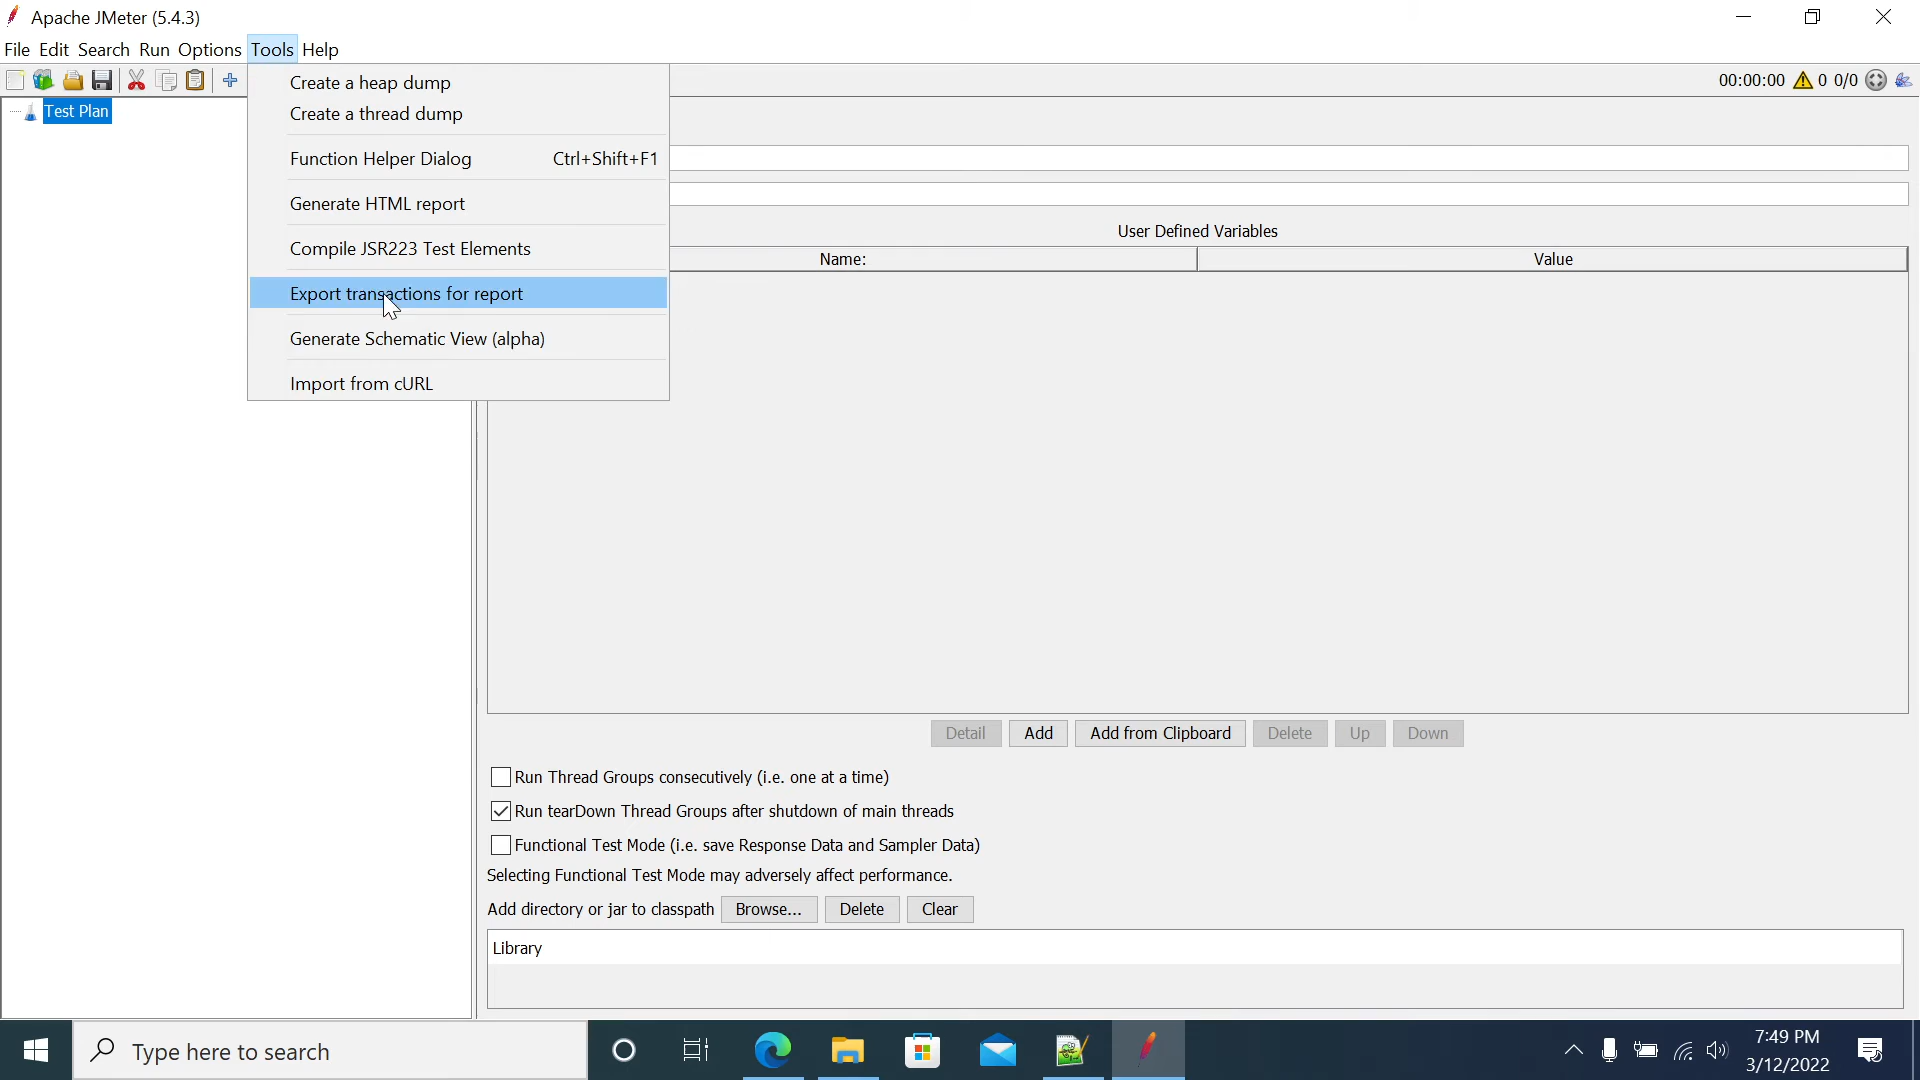 Apache JMeter (5.4.3)
File Edit Search Run Options Tools Help
00:00:00 0 0/0
Test Plan
Create a heap dump
Create a thread dump
Function Helper Dialog Ctrl+Shift+F1
Generate HTML report
Compile JSR223 Test Elements
Export transactions for report
Generate Schematic View (alpha)
Import from cURL
User Defined Variables
Name: Value
Detail Add Add from Clipboard Delete Up Down
Run Thread Groups consecutively (i.e. one at a time)
Run tearDown Thread Groups after shutdown of main threads
Functional Test Mode (i.e. save Response Data and Sampler Data)
Selecting Functional Test Mode may adversely affect performance.
Add directory or jar to classpath Browse... Delete Clear
Library
Type here to search
7:49 PM
3/12/2022